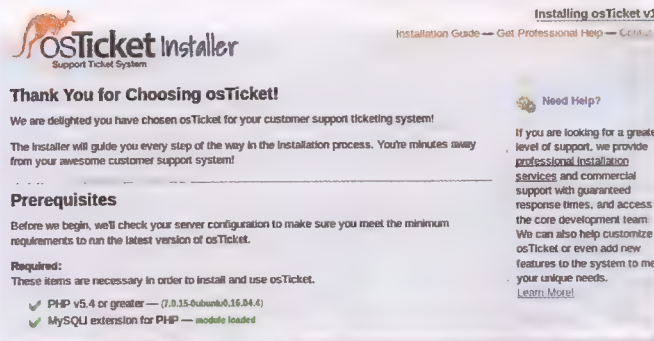 Installing osTicket
osTicket Installer
Support Ticket System
Installation Guide — Get Professional Help —
Thank You for Choosing osTicket!
We are delighted you have chosen osTicket for your customer support ticketing system!
The installer will guide you every step of the way in the installation process. You're minutes away
from your awesome customer support system!
Prerequisites
Before we begin, we'll check your server configuration to make sure you meet the minimum
requirements to run the latest version of osTicket.
Required:
These items are necessary in order to install and use osTicket.
PHP v5.4 or greater — (7.0.15-0ubuntu0.16.04.4)
MySQLi extension for PHP — module loaded
Need Help?
If you are looking for a
level of support, we provide
professional installation
services and commercial
support with guaranteed
response times, and access
the core development team.
We can also help customize
osTicket or even add new
features to the system to
your unique needs.
Learn More!